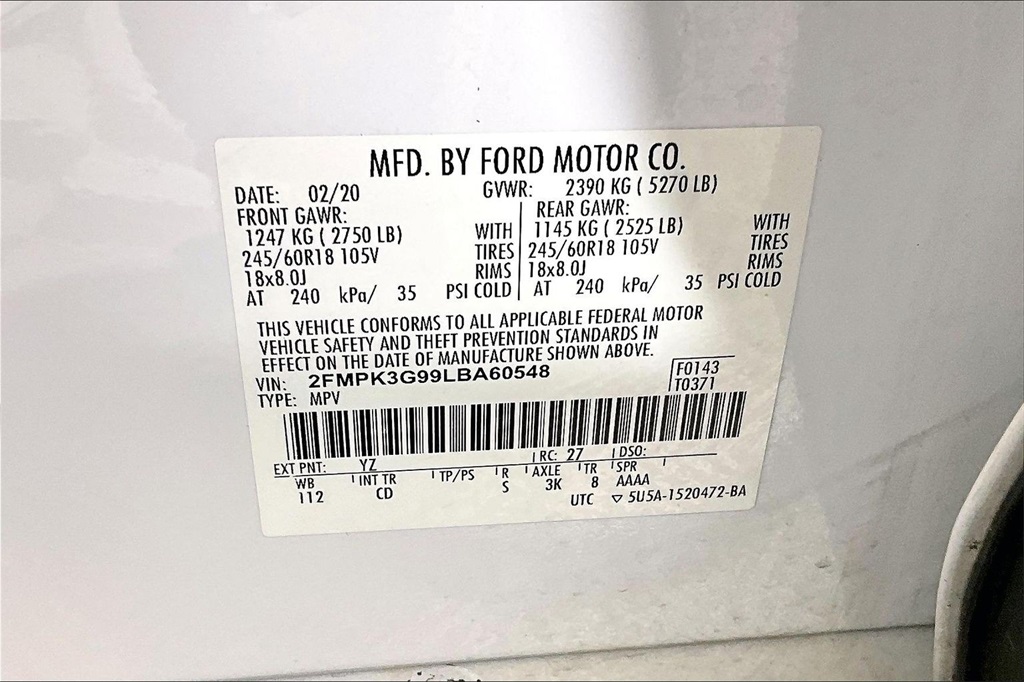 MFD. BY FORD MOTOR CO.
DATE: 02/20 GVWR: 2390 KG ( 5270 LB)
FRONT GAWR: REAR GAWR:
1247 KG ( 2750 LB) WITH 1145 KG ( 2525 LB) WITH
245/60R18 105V TIRES 245/60R18 105V TIRES
18x8.0J RIMS 18x8.0J RIMS
AT 240 kPa/ 35 PSI COLD AT 240 kPa/ 35 PSI COLD
THIS VEHICLE CONFORMS TO ALL APPLICABLE FEDERAL MOTOR
VEHICLE SAFETY AND THEFT PREVENTION STANDARDS IN
EFFECT ON THE DATE OF MANUFACTURE SHOWN ABOVE.
VIN: 2FMPK3G99LBA60548 F0143
TYPE: MPV T0371
EXT PNT: YZ RC: 27 DSO:
WB INT TR TP/PS R AXLE TR SPR
112 CD S 3K 8 AAAA
UTC ▽ 5U5A-1520472-BA